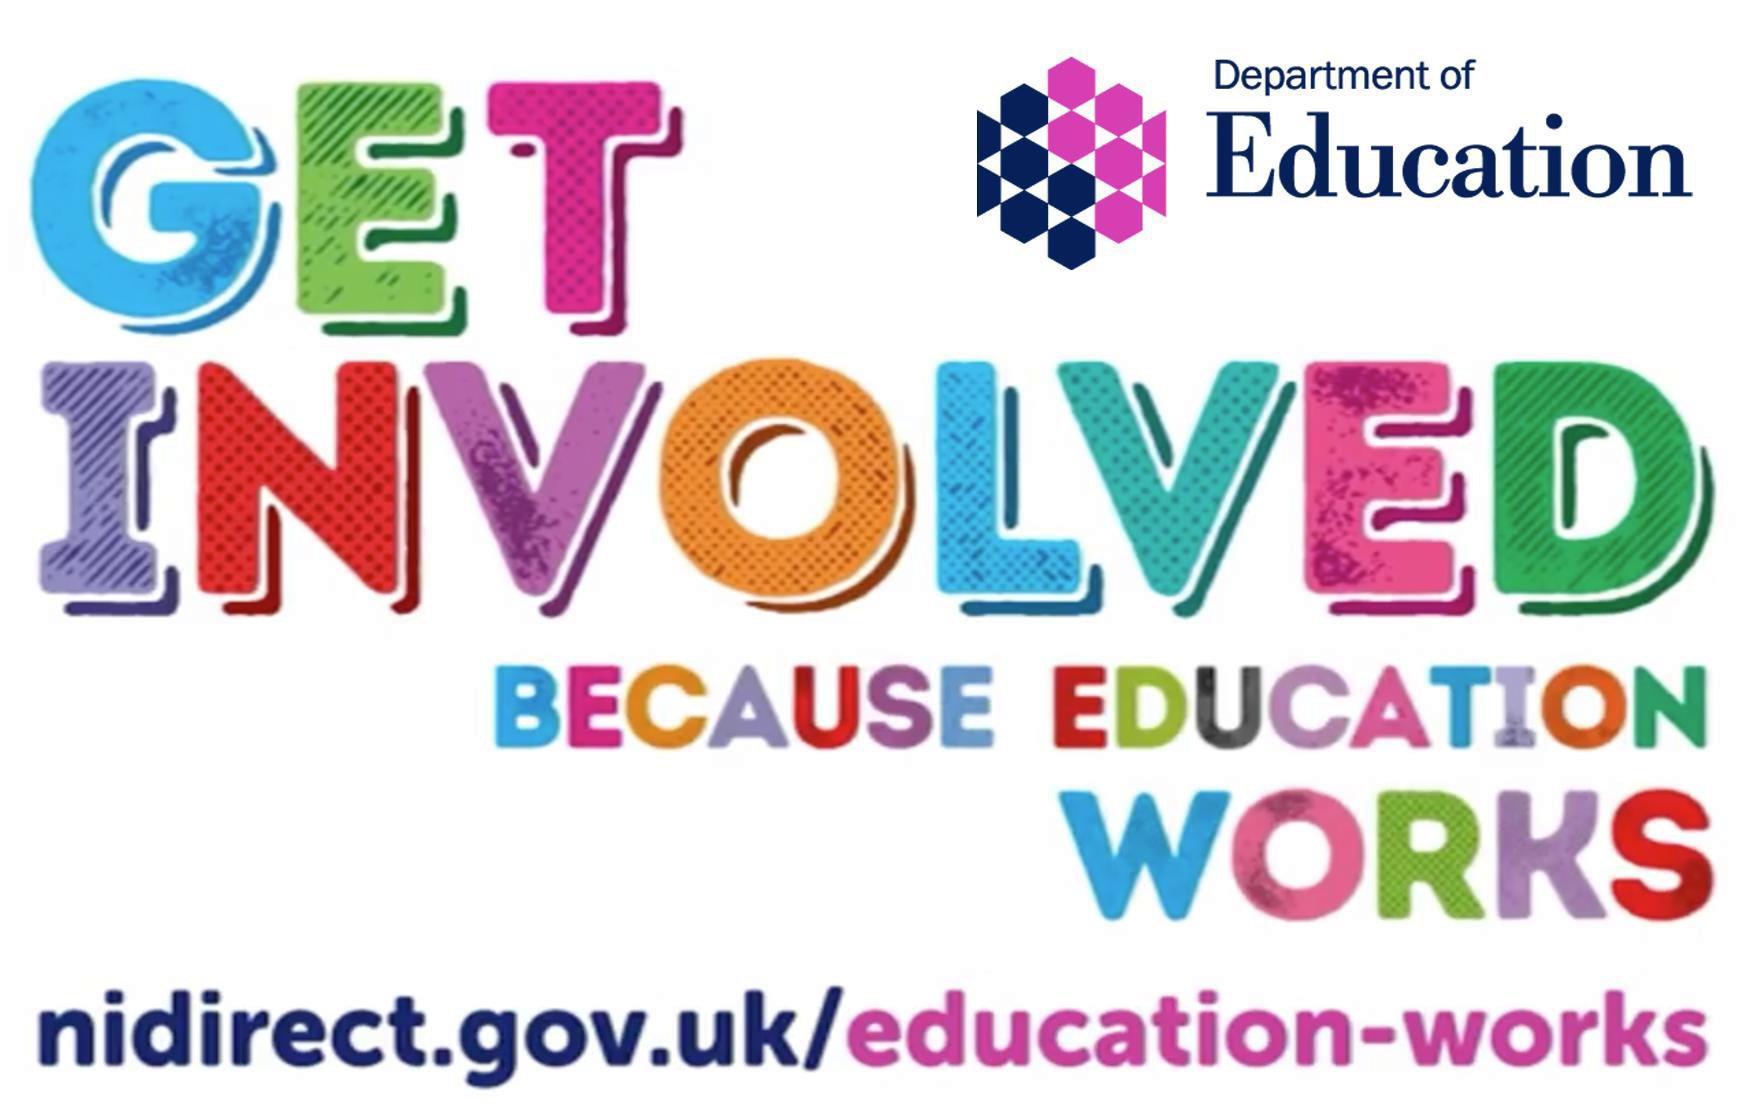 GET
Department of
Education
INVOLVED
BECAUSE EDUCATION
WORKS
nidirect.gov.uk/education-works